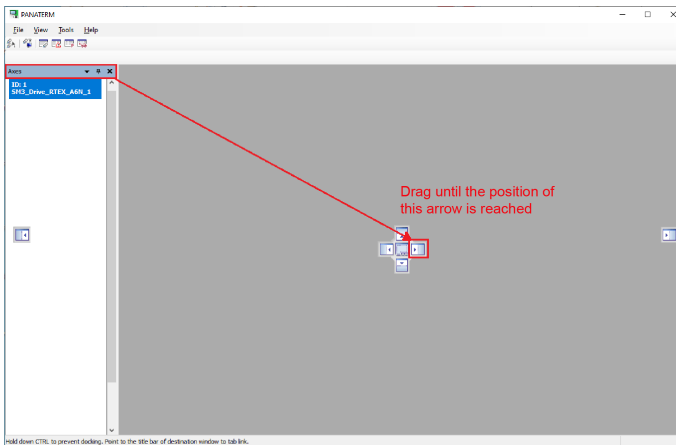 PANATERM
File View Tools Help
Axes
ID: 1
SM3_Drive_RTEX_A6N_1
Drag until the position of
this arrow is reached
Hold down CTRL to prevent docking. Point to the title bar of destination window to tab link.